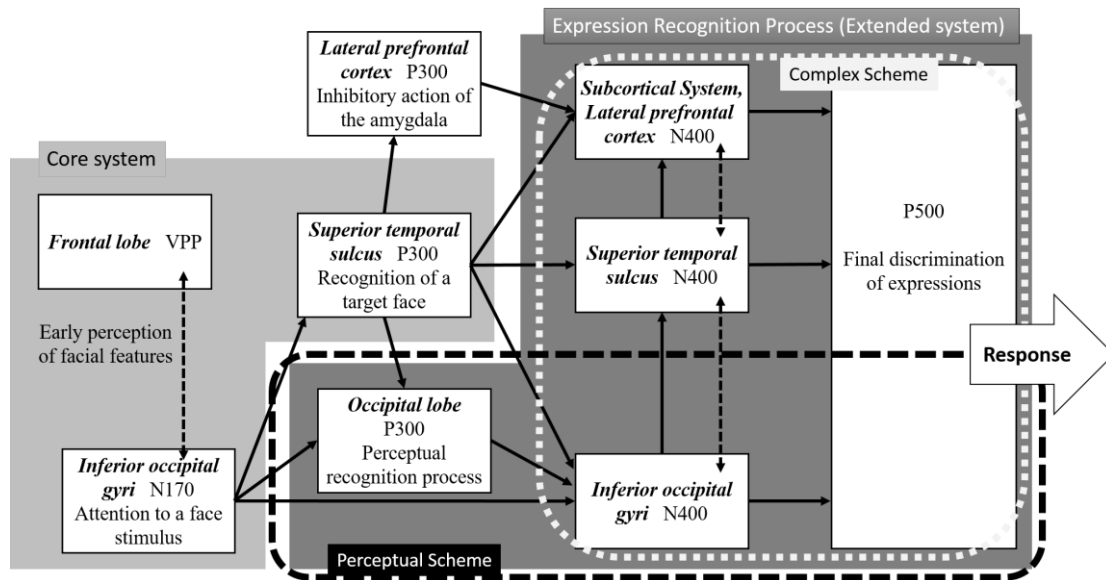 Expression Recognition Process (Extended system)
Complex Scheme
Lateral prefrontal
cortex P300
Inhibitory action of
the amygdala
Subcortical System,
Lateral prefrontal
cortex N400
Core system
Frontal lobe VPP
Superior temporal
sulcus P300
Recognition of a
target face
Superior temporal
sulcus N400
P500
Final discrimination
of expressions
Early perception
of facial features
Response
Occipital lobe
P300
Perceptual
recognition process
Inferior occipital
gyri N170
Attention to a face
stimulus
Inferior occipital
gyri N400
Perceptual Scheme